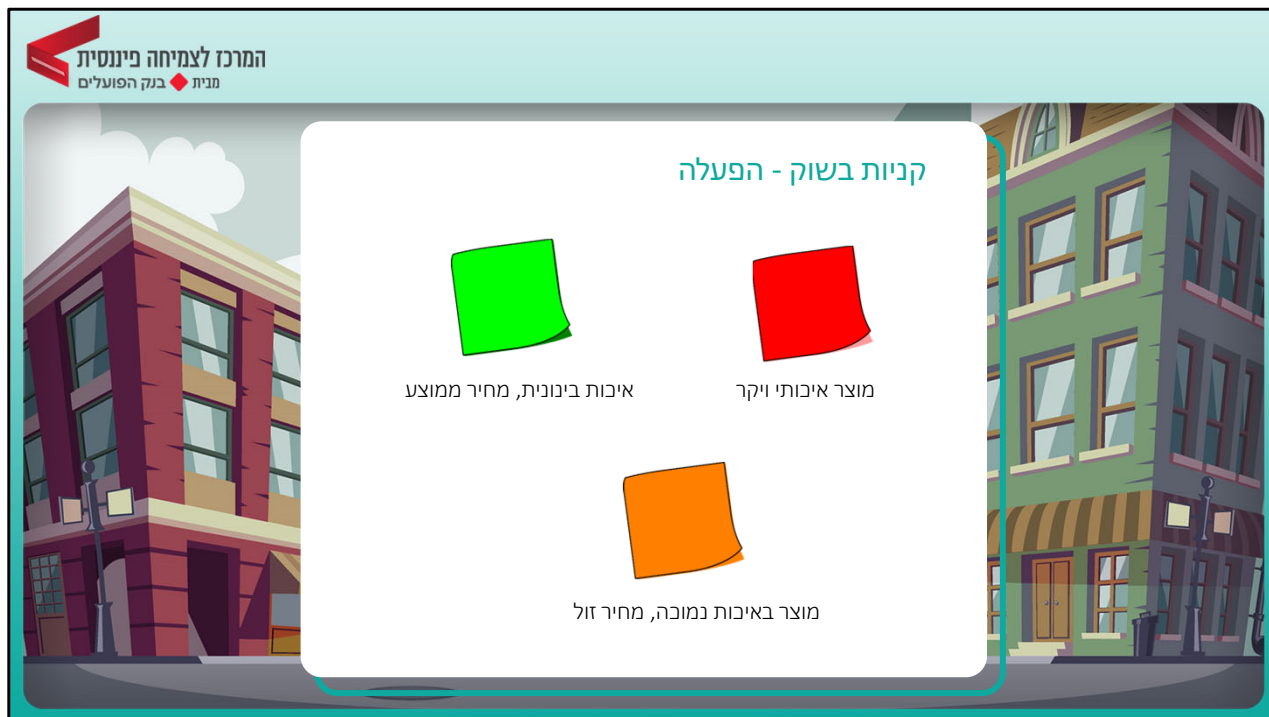 המרכז לצמיחה פיננסית
מבית בנק הפועלים
קניות בשוק - הפעלה
מוצר איכותי ויקר
איכות בינונית, מחיר ממוצע
מוצר באיכות נמוכה, מחיר זול